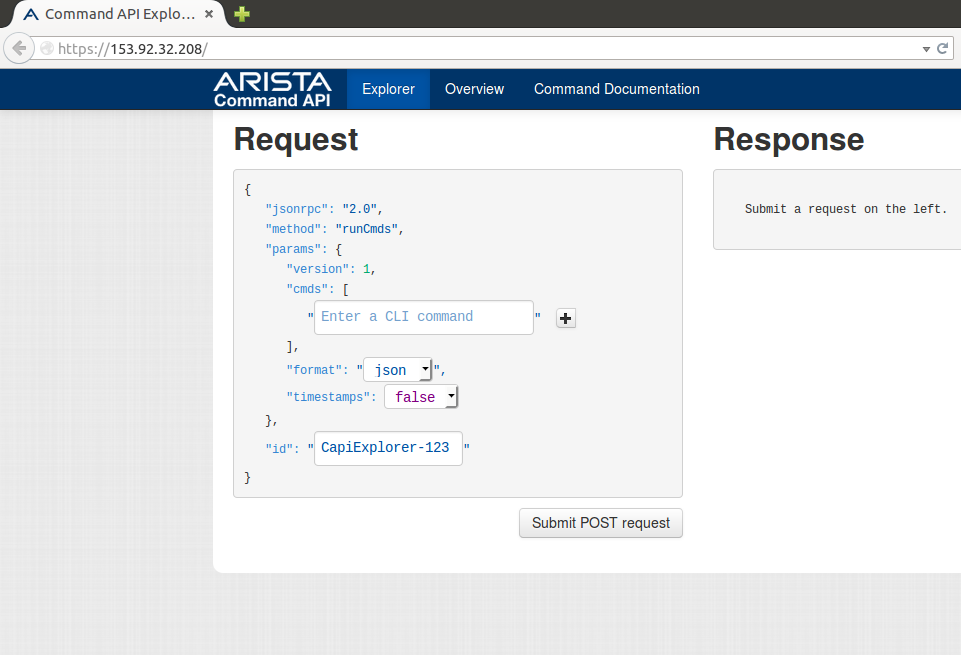 Command API Explo...
https://153.92.32.208/
ARISTA
Command API
Explorer
Overview
Command Documentation
Request
{
"jsonrpc": "2.0",
"method": "runCmds",
"params": {
"version": 1,
"cmds": [
"Enter a CLI command"
],
"format": "json",
"timestamps": false
},
"id": "CapiExplorer-123"
}
Submit POST request
Response
Submit a request on the left.